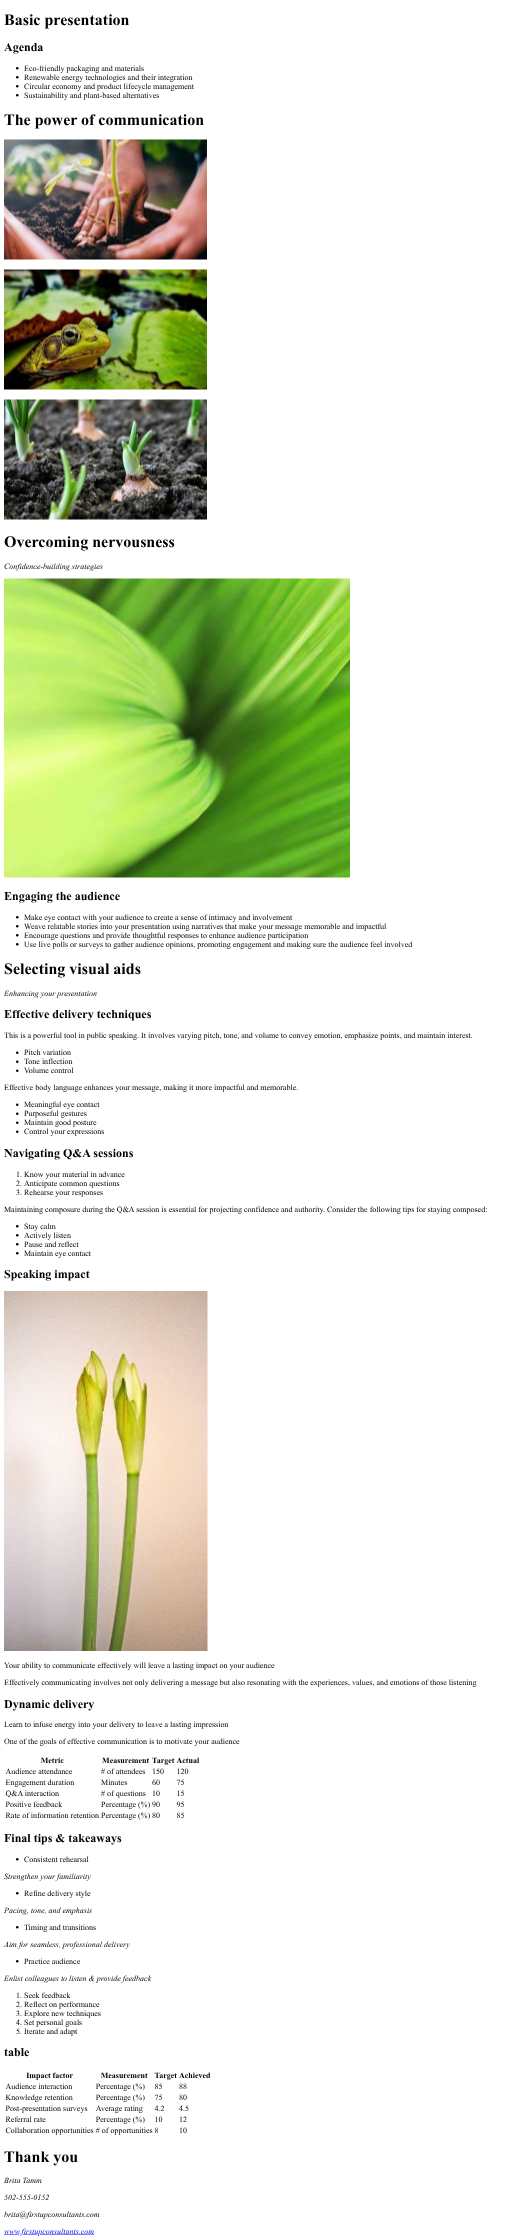 Basic presentation
Agenda
• Eco-friendly packaging and materials
• Renewable energy technologies and their integration
• Circular economy and product lifecycle management
• Sustainability and plant-based alternatives
The power of communication
Overcoming nervousness
Confidence-building strategies
Engaging the audience
• Make eye contact with your audience to create a sense of intimacy and involvement
• Weave relatable stories into your presentation using narratives that make your message memorable and impactful
• Encourage questions and provide thoughtful responses to enhance audience participation
• Use live polls or surveys to gather audience opinions, promoting engagement and making sure the audience feel involved
Selecting visual aids
Enhancing your presentation
Effective delivery techniques
This is a powerful tool in public speaking. It involves varying pitch, tone, and volume to convey emotion, emphasize points, and maintain interest.
• Pitch variation
• Tone inflection
• Volume control
Effective body language enhances your message, making it more impactful and memorable.
• Meaningful eye contact
• Purposeful gestures
• Maintain good posture
• Control your expressions
Navigating Q&A sessions
1. Know your material in advance
2. Anticipate common questions
3. Rehearse your responses
Maintaining composure during the Q&A session is essential for projecting confidence and authority. Consider the following tips for staying composed:
• Stay calm
• Actively listen
• Pause and reflect
• Maintain eye contact
Speaking impact
Your ability to communicate effectively will leave a lasting impact on your audience
Effectively communicating involves not only delivering a message but also resonating with the experiences, values, and emotions of those listening
Dynamic delivery
Learn to infuse energy into your delivery to leave a lasting impression
One of the goals of effective communication is to motivate your audience
Metric Measurement Target Actual
Audience attendance # of attendees 150 120
Engagement duration Minutes 60 75
Q&A interaction # of questions 10 15
Positive feedback Percentage (%) 90 95
Rate of information retention Percentage (%) 80 85
Final tips & takeaways
• Consistent rehearsal
Strengthen your familiarity
• Refine delivery style
Pacing, tone, and emphasis
• Timing and transitions
Aim for seamless, professional delivery
• Practice audience
Enlist colleagues to listen & provide feedback
1. Seek feedback
2. Reflect on performance
3. Explore new techniques
4. Set personal goals
5. Iterate and adapt
table
Impact factor Measurement Target Achieved
Audience interaction Percentage (%) 85 88
Knowledge retention Percentage (%) 75 80
Post-presentation surveys Average rating 4.2 4.5
Referral rate Percentage (%) 10 12
Collaboration opportunities # of opportunities 8 10
Thank you
Brita Tamm
502-555-0152
brita@firstupconsultants.com
www.firstupconsultants.com